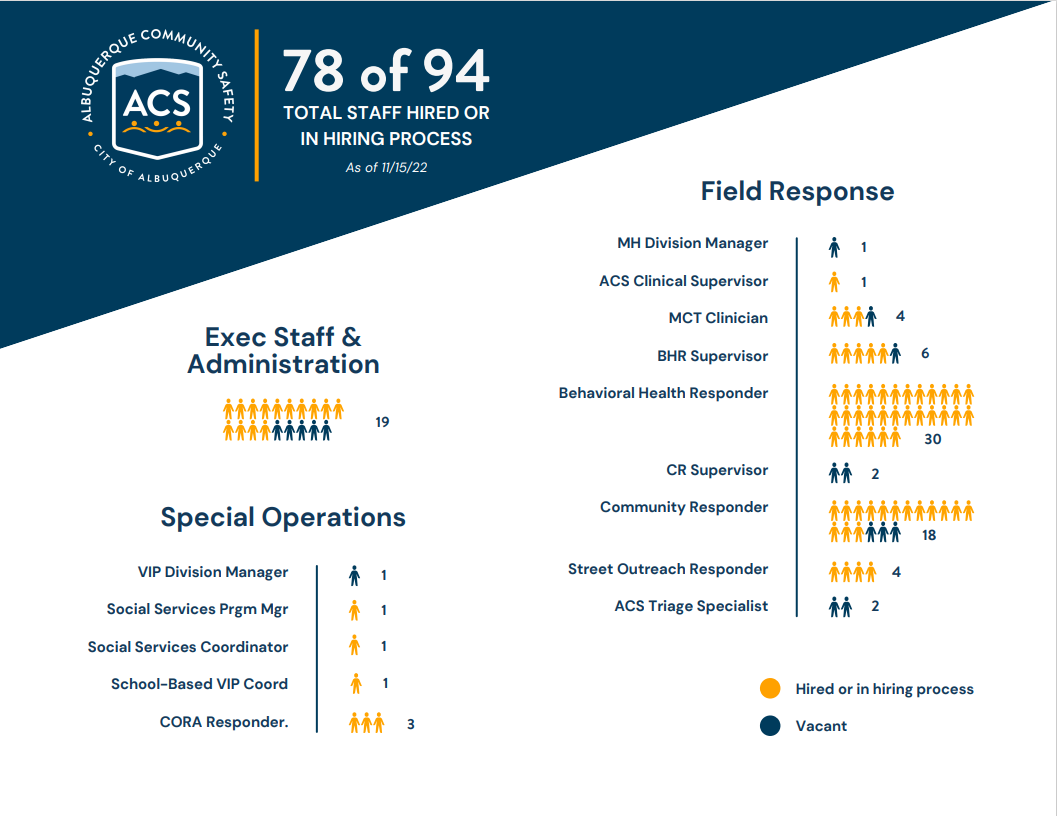 ALBUQUERQUE COMMUNITY SAFETY
ACS
CITY OF ALBUQUERQUE
78 of 94
TOTAL STAFF HIRED OR
IN HIRING PROCESS
As of 11/15/22
Exec Staff &
Administration
19
Special Operations
VIP Division Manager 1
Social Services Prgm Mgr 1
Social Services Coordinator 1
School-Based VIP Coord 1
CORA Responder. 3
Field Response
MH Division Manager 1
ACS Clinical Supervisor 1
MCT Clinician 4
BHR Supervisor 6
Behavioral Health Responder 30
CR Supervisor 2
Community Responder 18
Street Outreach Responder 4
ACS Triage Specialist 2
Hired or in hiring process
Vacant